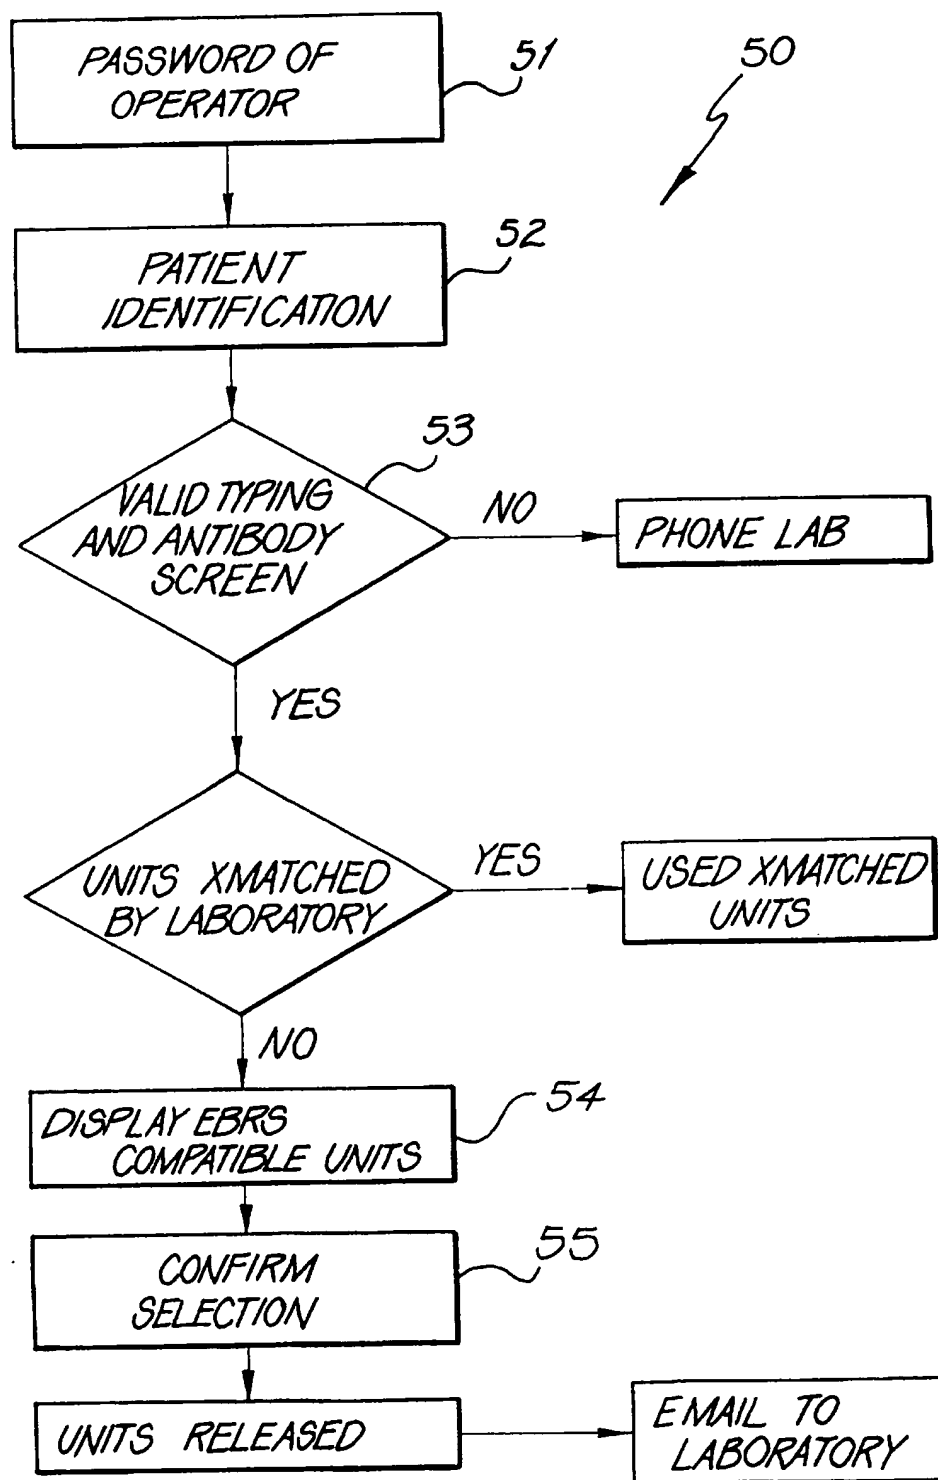 PASSWORD OF
OPERATOR
51
50
PATIENT
IDENTIFICATION
52
53
VALID TYPING
AND ANTIBODY
SCREEN
NO
PHONE LAB
YES
UNITS XMATCHED
BY LABORATORY
YES
USED XMATCHED
UNITS
NO
DISPLAY EBRS
COMPATIBLE UNITS
54
CONFIRM
SELECTION
55
UNITS RELEASED
EMAIL TO
LABORATORY